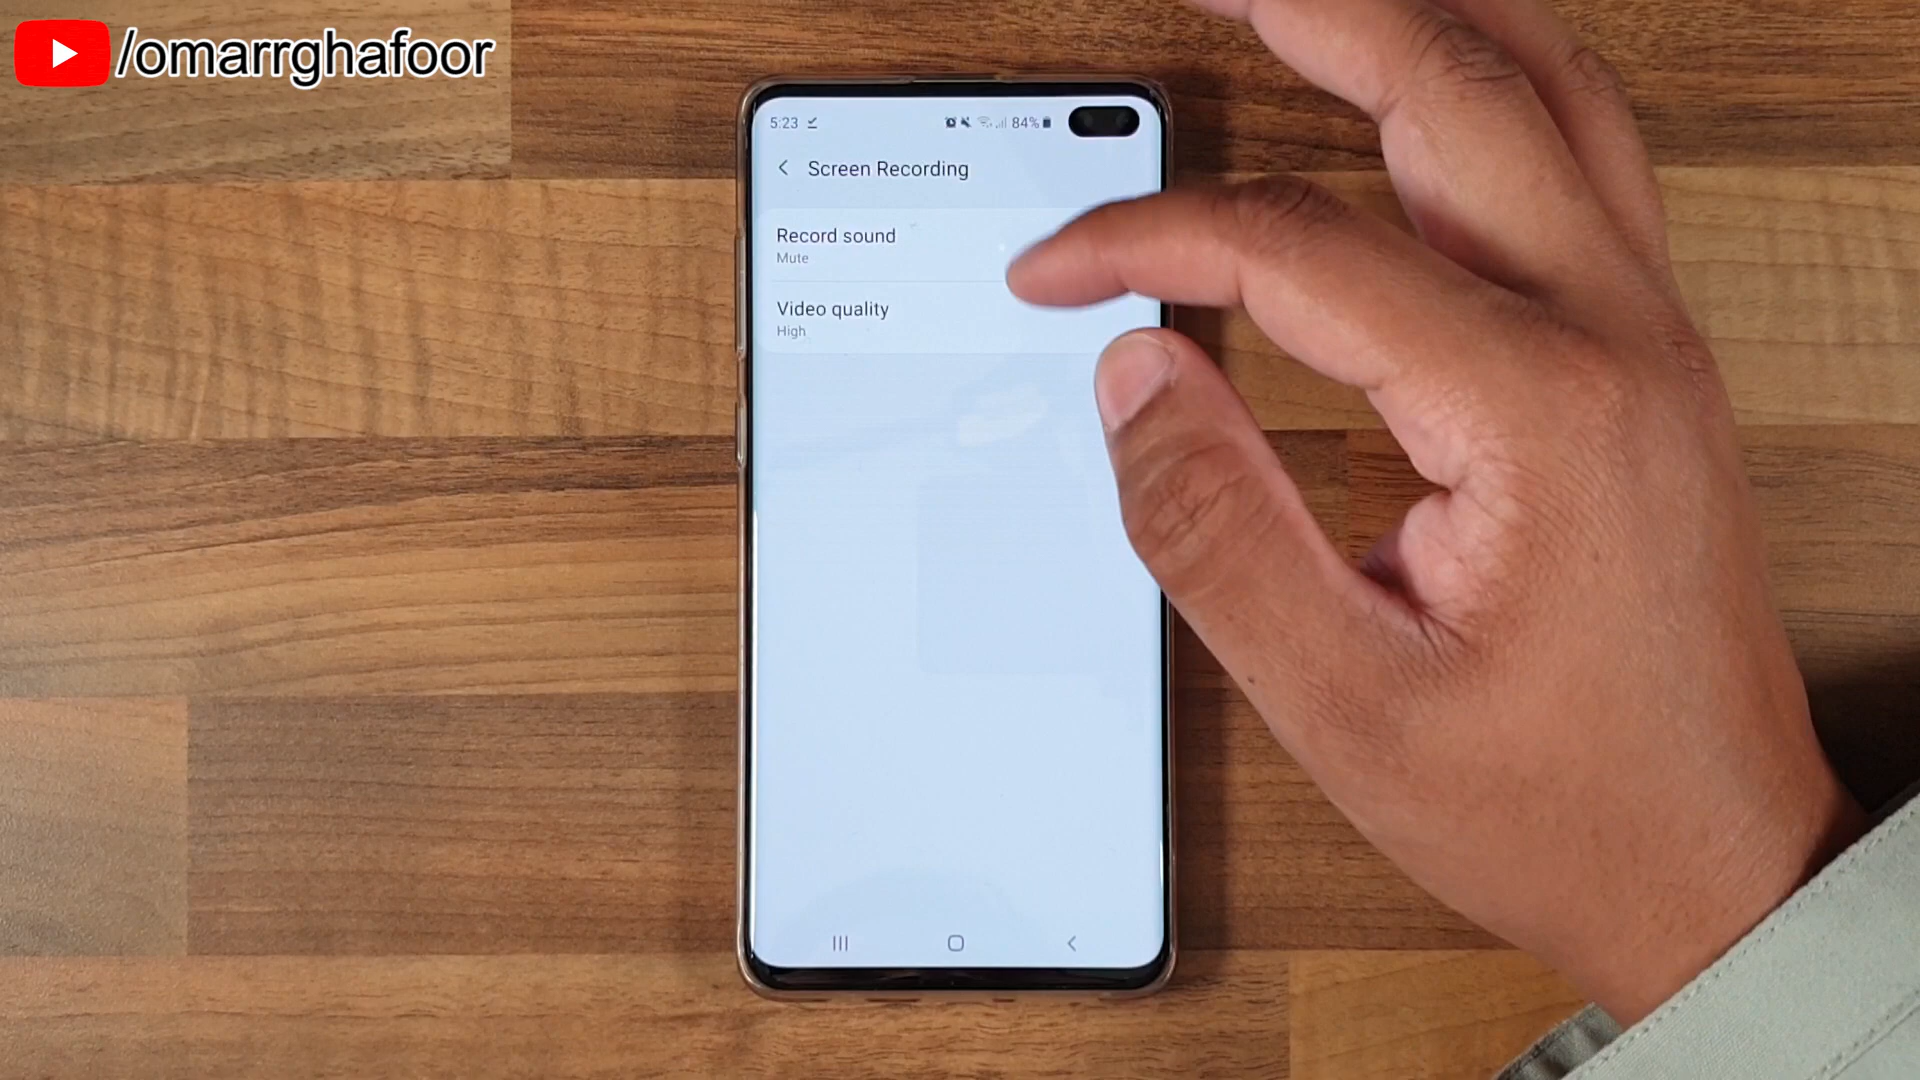 /omarrghafoor
5:23 84%
Screen Recording
Record sound
Mute
Video quality
High